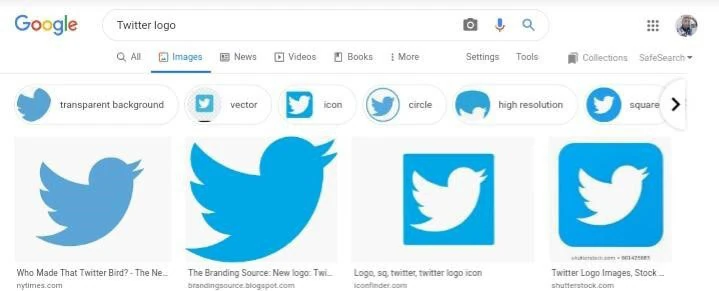 Google
Twitter logo
All Images News Videos Books More Settings Tools Collections SafeSearch
transparent background vector icon circle high resolution square
shutterstock.com • 601425683
Who Made That Twitter Bird? - The Ne... The Branding Source: New logo: Twi... Logo, sq, twitter, twitter logo icon Twitter Logo Images, Stock ...
nytimes.com brandingsource.blogspot.com iconfinder.com shutterstock.com